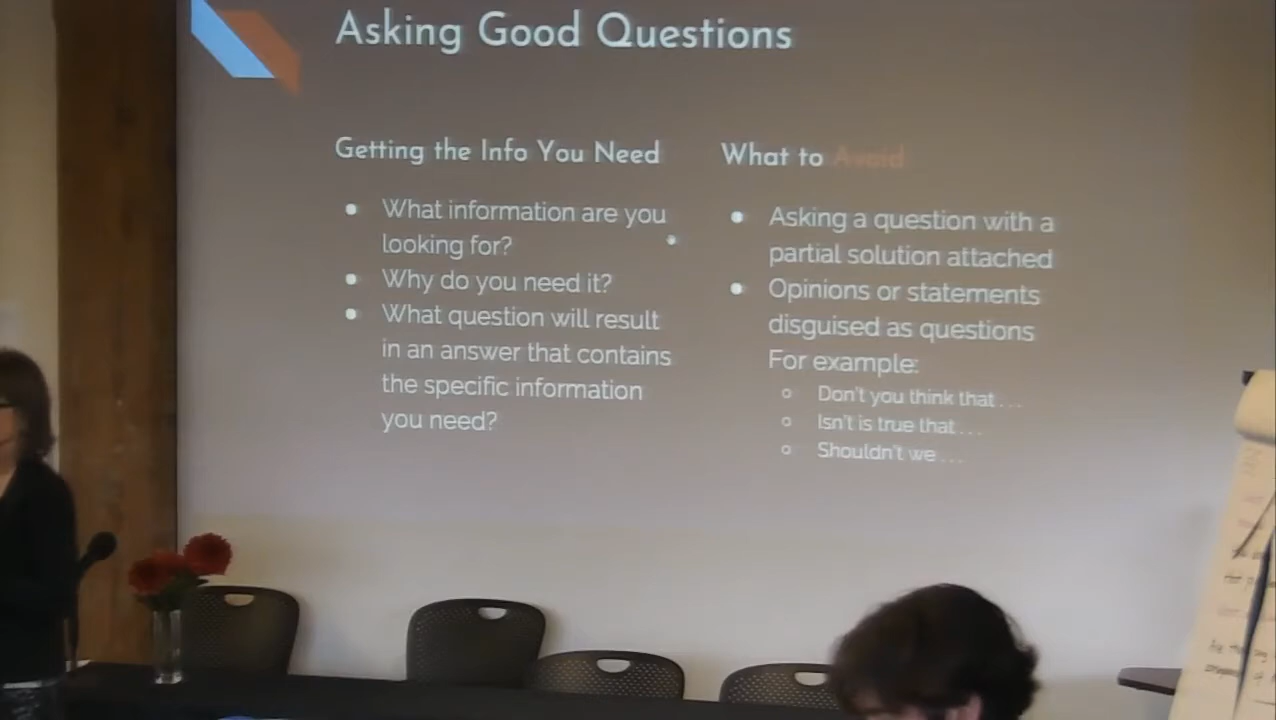 Asking Good Questions
Getting the Info You Need
What information are you
looking for?
Why do you need it?
What question will result
in an answer that contains
the specific information
you need?
What to Avoid
Asking a question with a
partial solution attached
Opinions or statements
disguised as questions
For example:
Don't you think that . . .
Isn't is true that . . .
Shouldn't we . . .